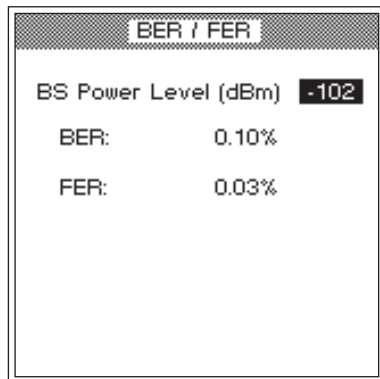 BER / FER
BS Power Level (dBm) -102
BER: 0.10%
FER: 0.03%